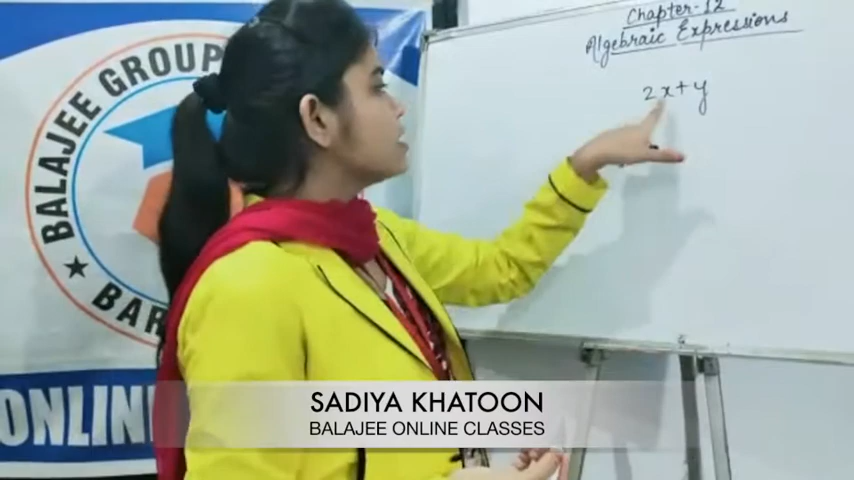 Chapter-12
Algebraic Expressions
2x+y
BALAJEE GROUP
BAR
ONLIN
SADIYA KHATOON
BALAJEE ONLINE CLASSES